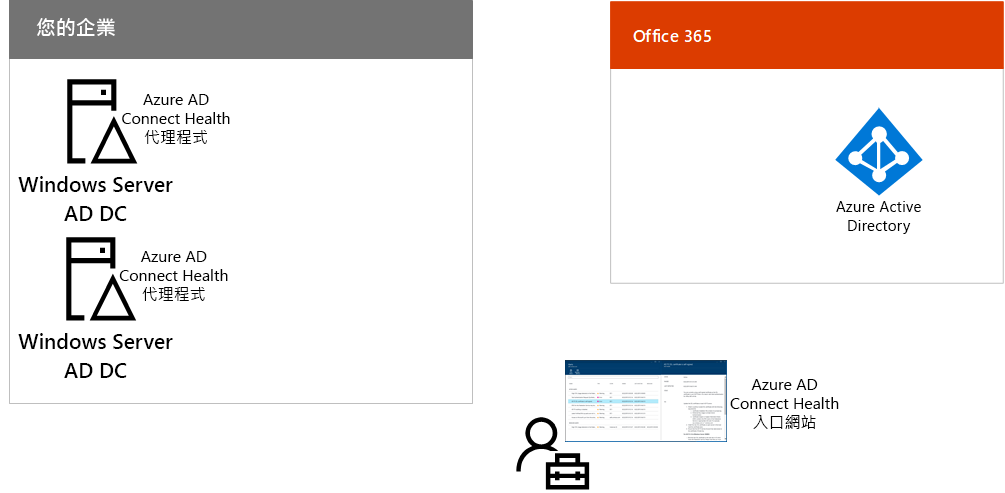 您的企業
Azure AD
Connect Health
代理程式
Windows Server
AD DC
Azure AD
Connect Health
代理程式
Windows Server
AD DC
Office 365
Azure Active
Directory
Azure AD
Connect Health
入口網站